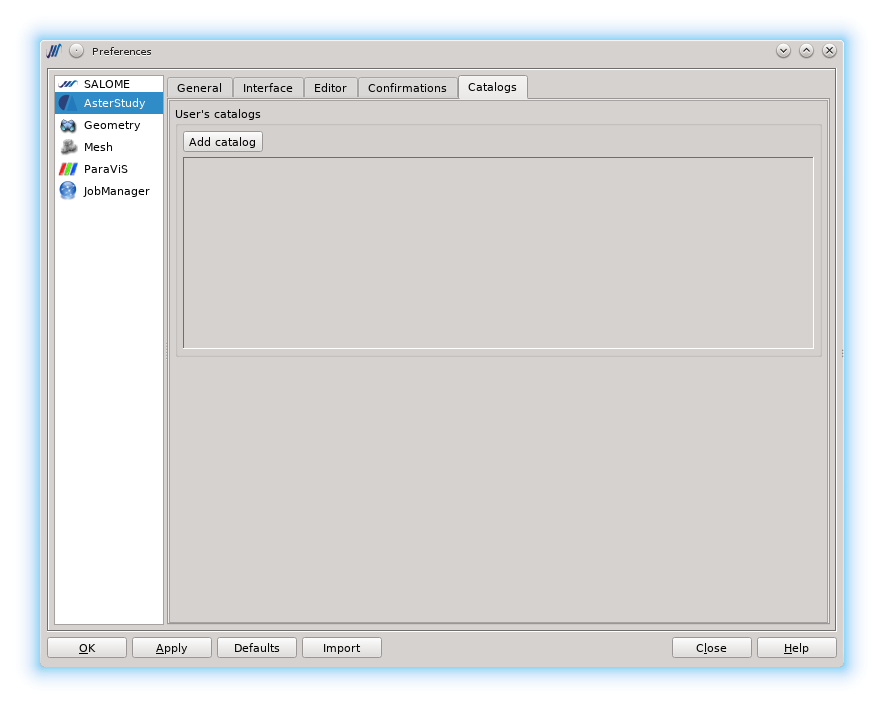 Preferences
SALOME
AsterStudy
Geometry
Mesh
ParaViS
JobManager
General Interface Editor Confirmations Catalogs
User's catalogs
Add catalog
OK Apply Defaults Import Close Help